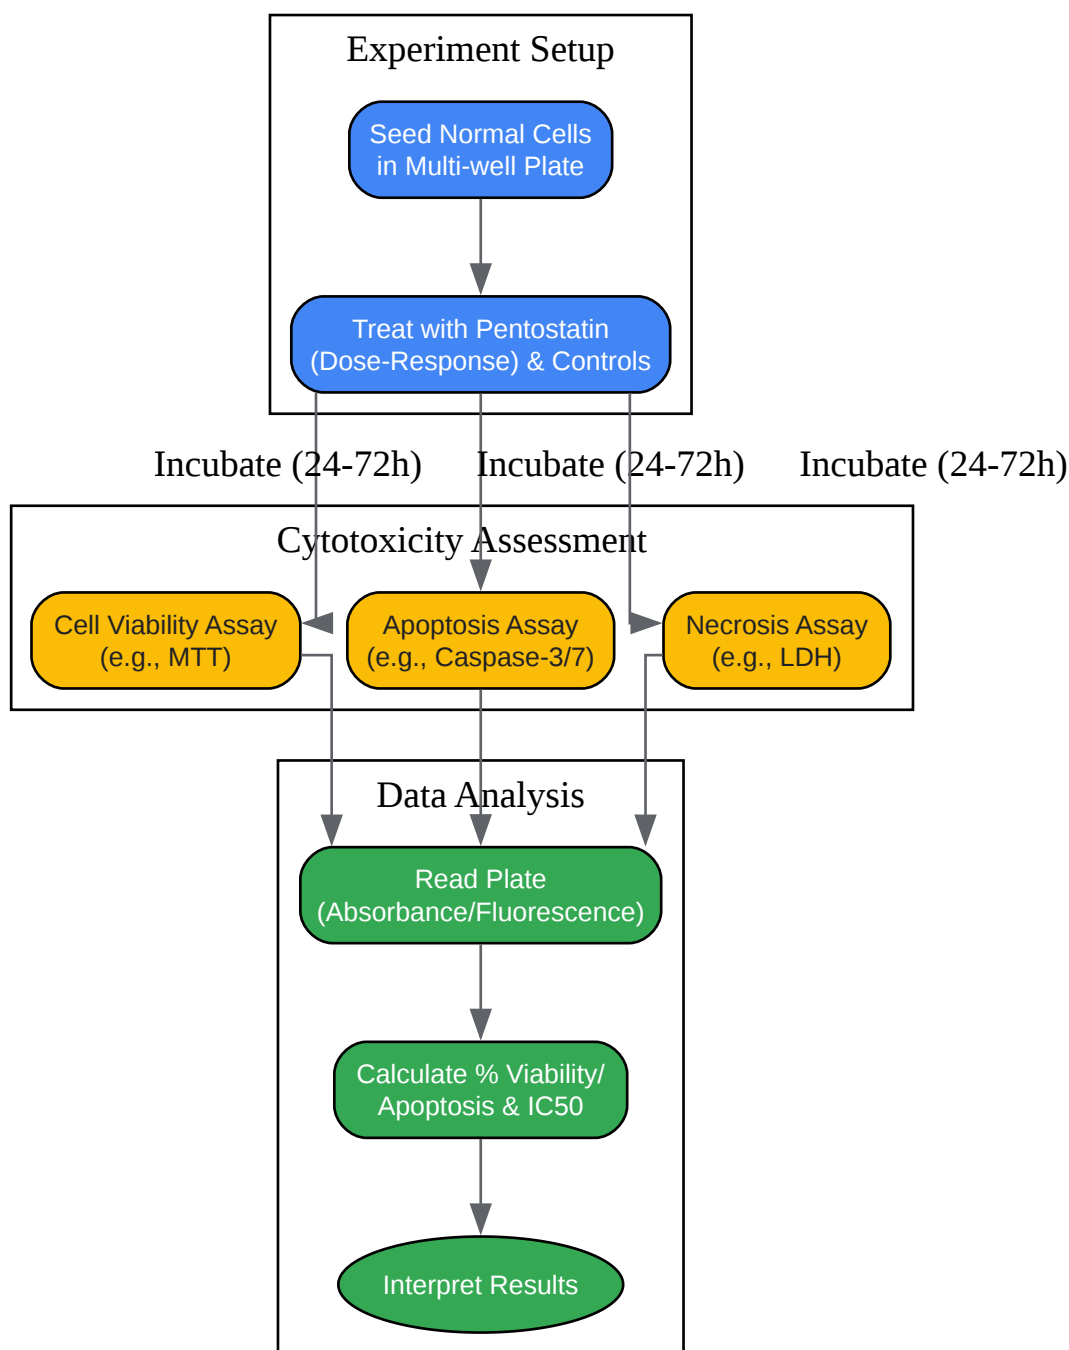 Experiment Setup
Seed Normal Cells
in Multi-well Plate
Treat with Pentostatin
(Dose-Response) & Controls
Incubate (24-72h)
Incubate (24-72h)
Incubate (24-72h)
Cytotoxicity Assessment
Cell Viability Assay
(e.g., MTT)
Apoptosis Assay
(e.g., Caspase-3/7)
Necrosis Assay
(e.g., LDH)
Data Analysis
Read Plate
(Absorbance/Fluorescence)
Calculate % Viability/
Apoptosis & IC50
Interpret Results